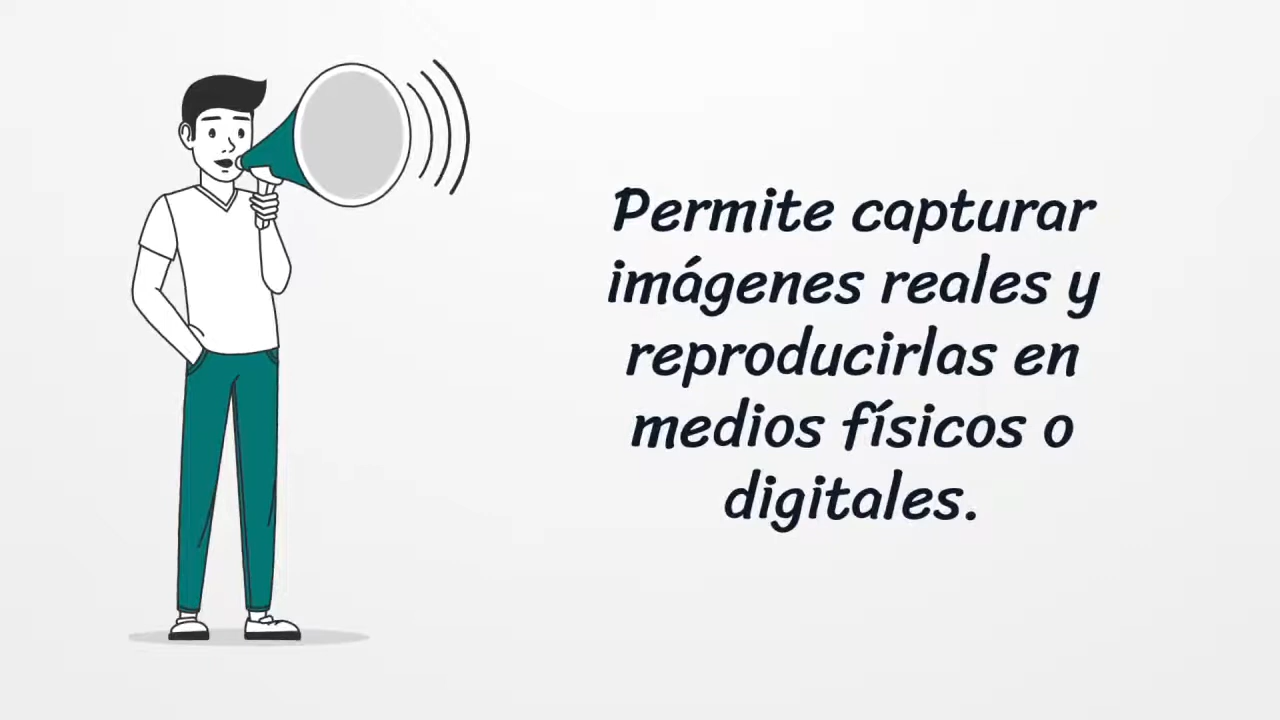 Permite capturar
imágenes reales y
reproducirlas en
medios físicos o
digitales.